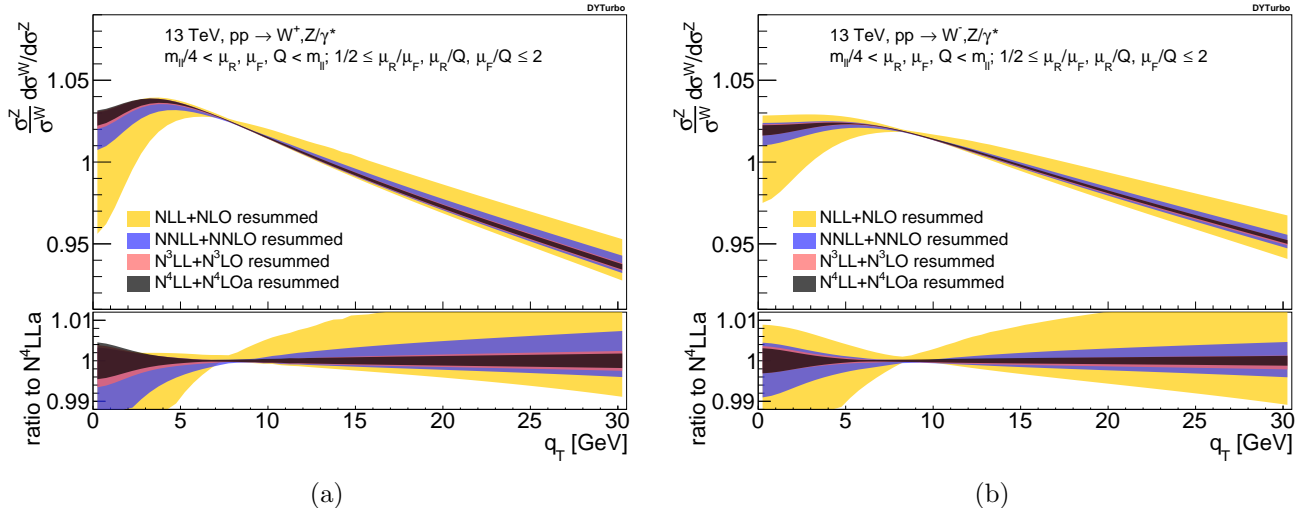 DYTurbo
13 TeV, pp → W⁺,Z/γ*
m_ll/4 < μ_R, μ_F, Q < m_ll; 1/2 ≤ μ_R/μ_F, μ_R/Q, μ_F/Q ≤ 2
σ^Z/σ^W dσ^W/dσ^Z
1.05
1
0.95
NLL+NLO resummed
NNLL+NNLO resummed
N³LL+N³LO resummed
N⁴LL+N⁴LOa resummed
ratio to N⁴LLa
1.01
1
0.99
0 5 10 15 20 25 30
q_T [GeV]
(a)
DYTurbo
13 TeV, pp → W⁻,Z/γ*
m_ll/4 < μ_R, μ_F, Q < m_ll; 1/2 ≤ μ_R/μ_F, μ_R/Q, μ_F/Q ≤ 2
σ^Z/σ^W dσ^W/dσ^Z
1.05
1
0.95
NLL+NLO resummed
NNLL+NNLO resummed
N³LL+N³LO resummed
N⁴LL+N⁴LOa resummed
ratio to N⁴LLa
1.01
1
0.99
0 5 10 15 20 25 30
q_T [GeV]
(b)